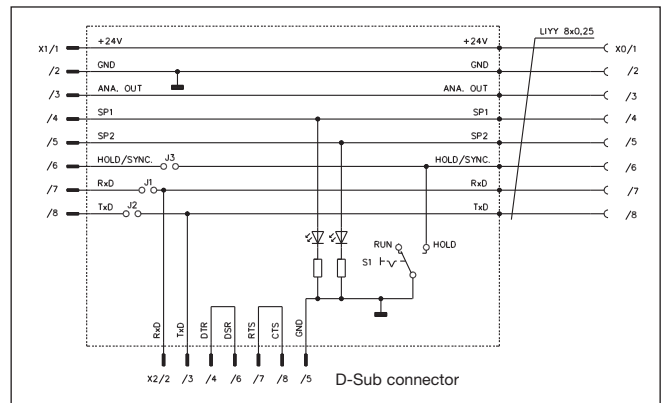 LIYY 8x0,25
X1/1 +24V +24V X0/1
/2 GND GND /2
/3 ANA. OUT ANA. OUT /3
/4 SP1 SP1 /4
/5 SP2 SP2 /5
/6 HOLD/SYNC. J3 HOLD/SYNC. /6
/7 RxD J1 RxD /7
/8 TxD J2 TxD /8
RUN HOLD
S1
RxD TxD DTR DSR RTS CTS GND
X2/2 /3 /4 /6 /7 /8 /5 D-Sub connector